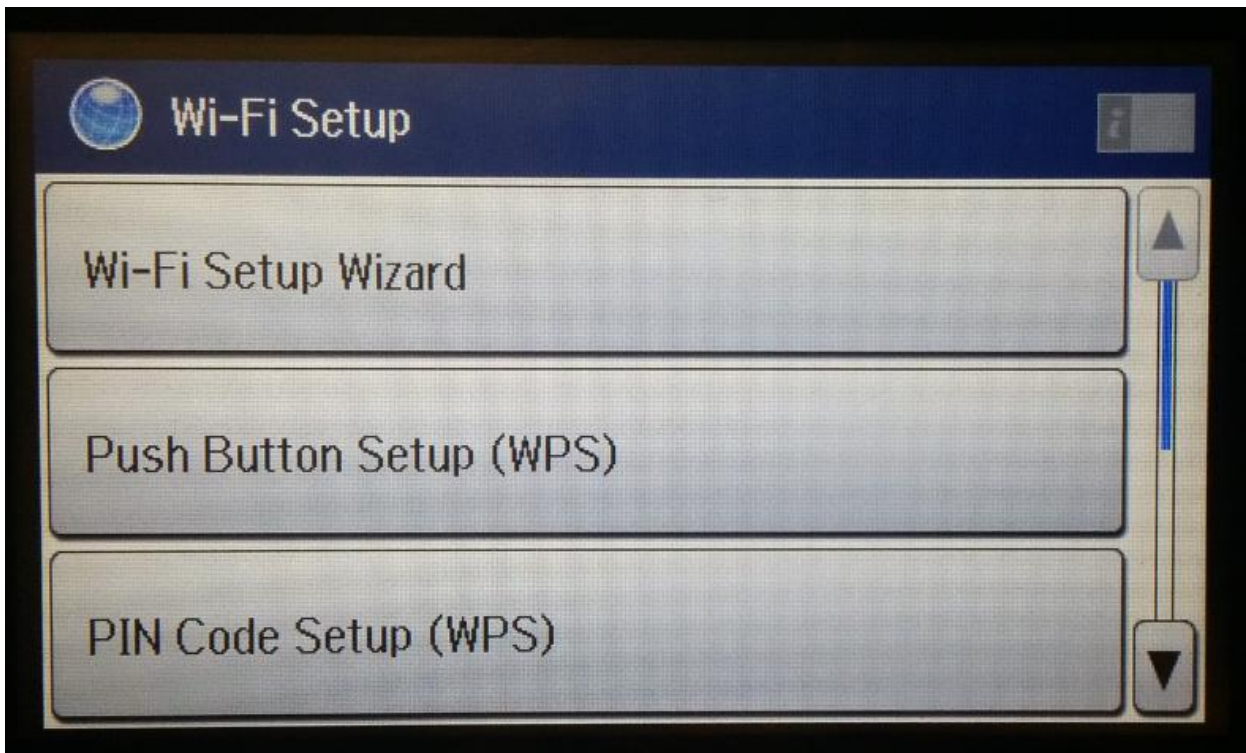 Wi-Fi Setup
i
Wi-Fi Setup Wizard
Push Button Setup (WPS)
PIN Code Setup (WPS)